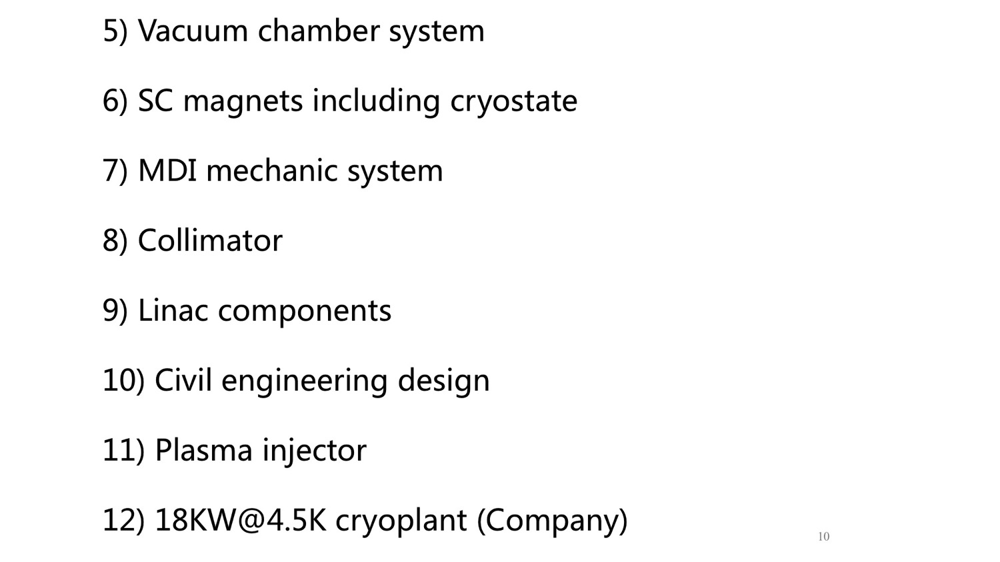 5) Vacuum chamber system
6) SC magnets including cryostate
7) MDI mechanic system
8) Collimator
9) Linac components
10) Civil engineering design
11) Plasma injector
12) 18KW@4.5K cryoplant (Company)
10